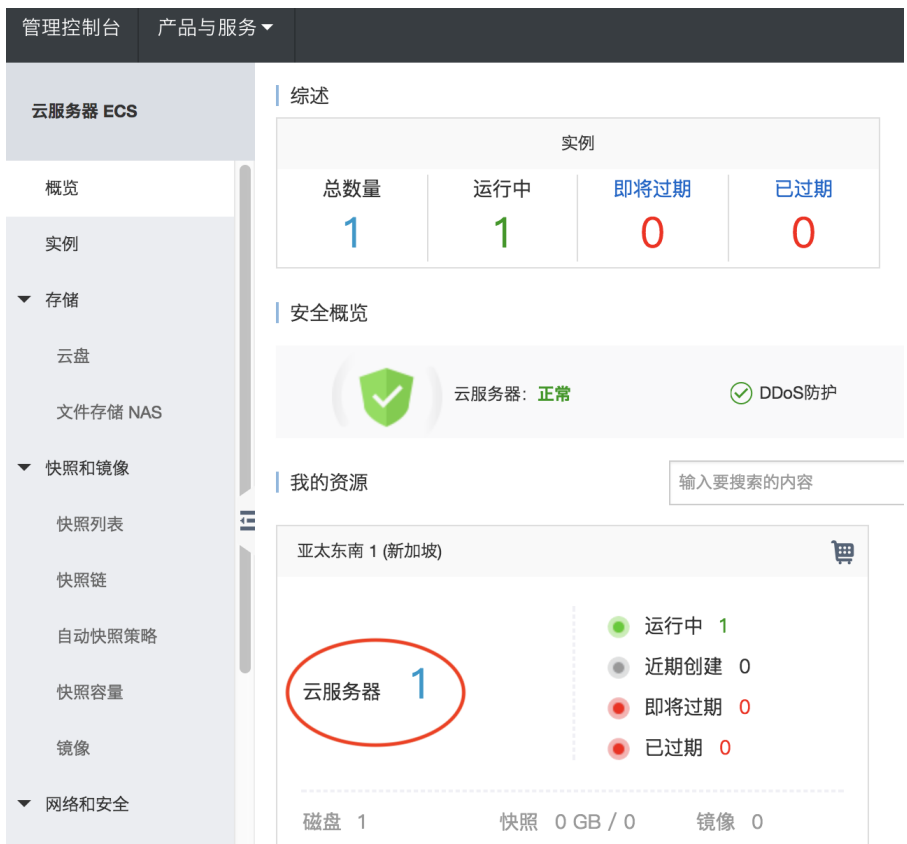 管理控制台 产品与服务
云服务器 ECS
概览
实例
存储
云盘
文件存储 NAS
快照和镜像
快照列表
快照链
自动快照策略
快照容量
镜像
网络和安全
综述
实例
总数量 运行中 即将过期 已过期
1 1 0 0
安全概览
云服务器: 正常 DDoS防护
我的资源 输入要搜索的内容
亚太东南 1 (新加坡)
云服务器 1
运行中 1
近期创建 0
即将过期 0
已过期 0
磁盘 1 快照 0 GB / 0 镜像 0